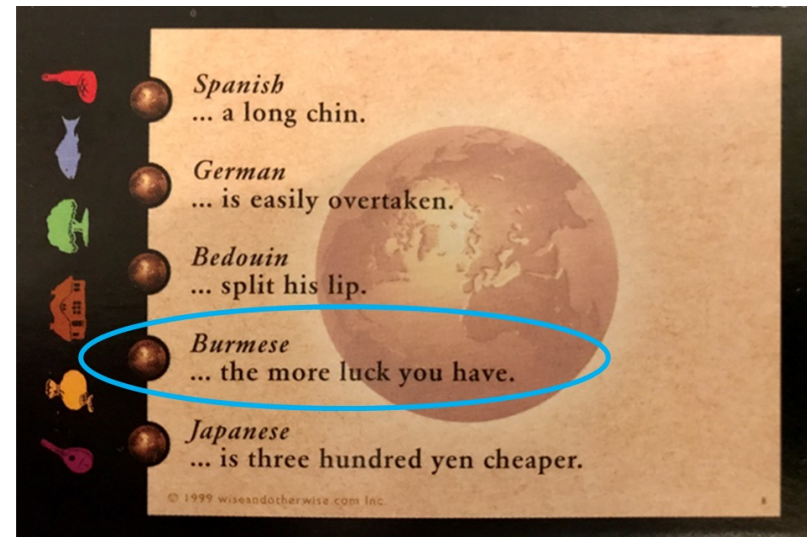 Spanish
... a long chin.
German
... is easily overtaken.
Bedouin
... split his lip.
Burmese
... the more luck you have.
Japanese
... is three hundred yen cheaper.
© 1999 wiseandotherwise.com Inc.
8